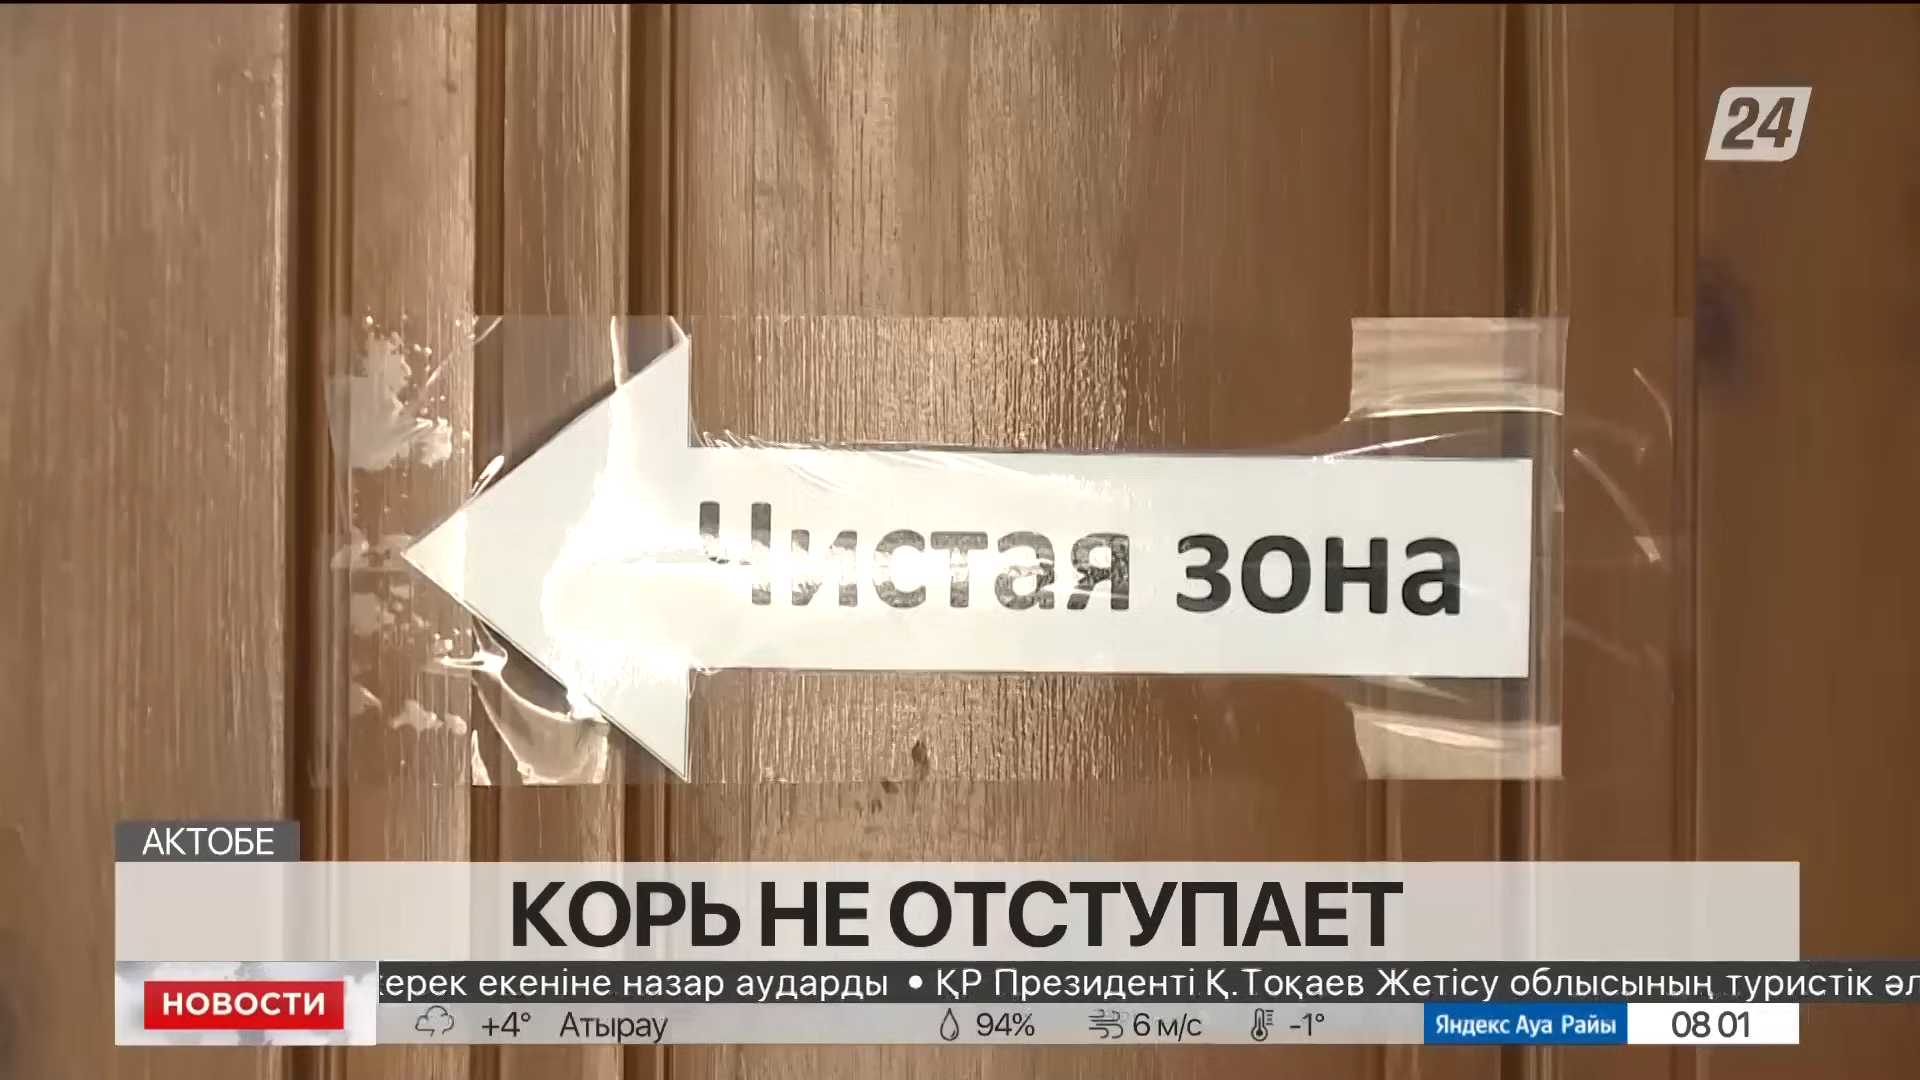 24
Чистая зона
АКТОБЕ
КОРЬ НЕ ОТСТУПАЕТ
НОВОСТИ
керек екеніне назар аударды • ҚР Президенті Қ.Тоқаев Жетісу облысының туристік
+4° Атырау 94% 6 м/с -1° Яндекс Ауа Райы 08 01